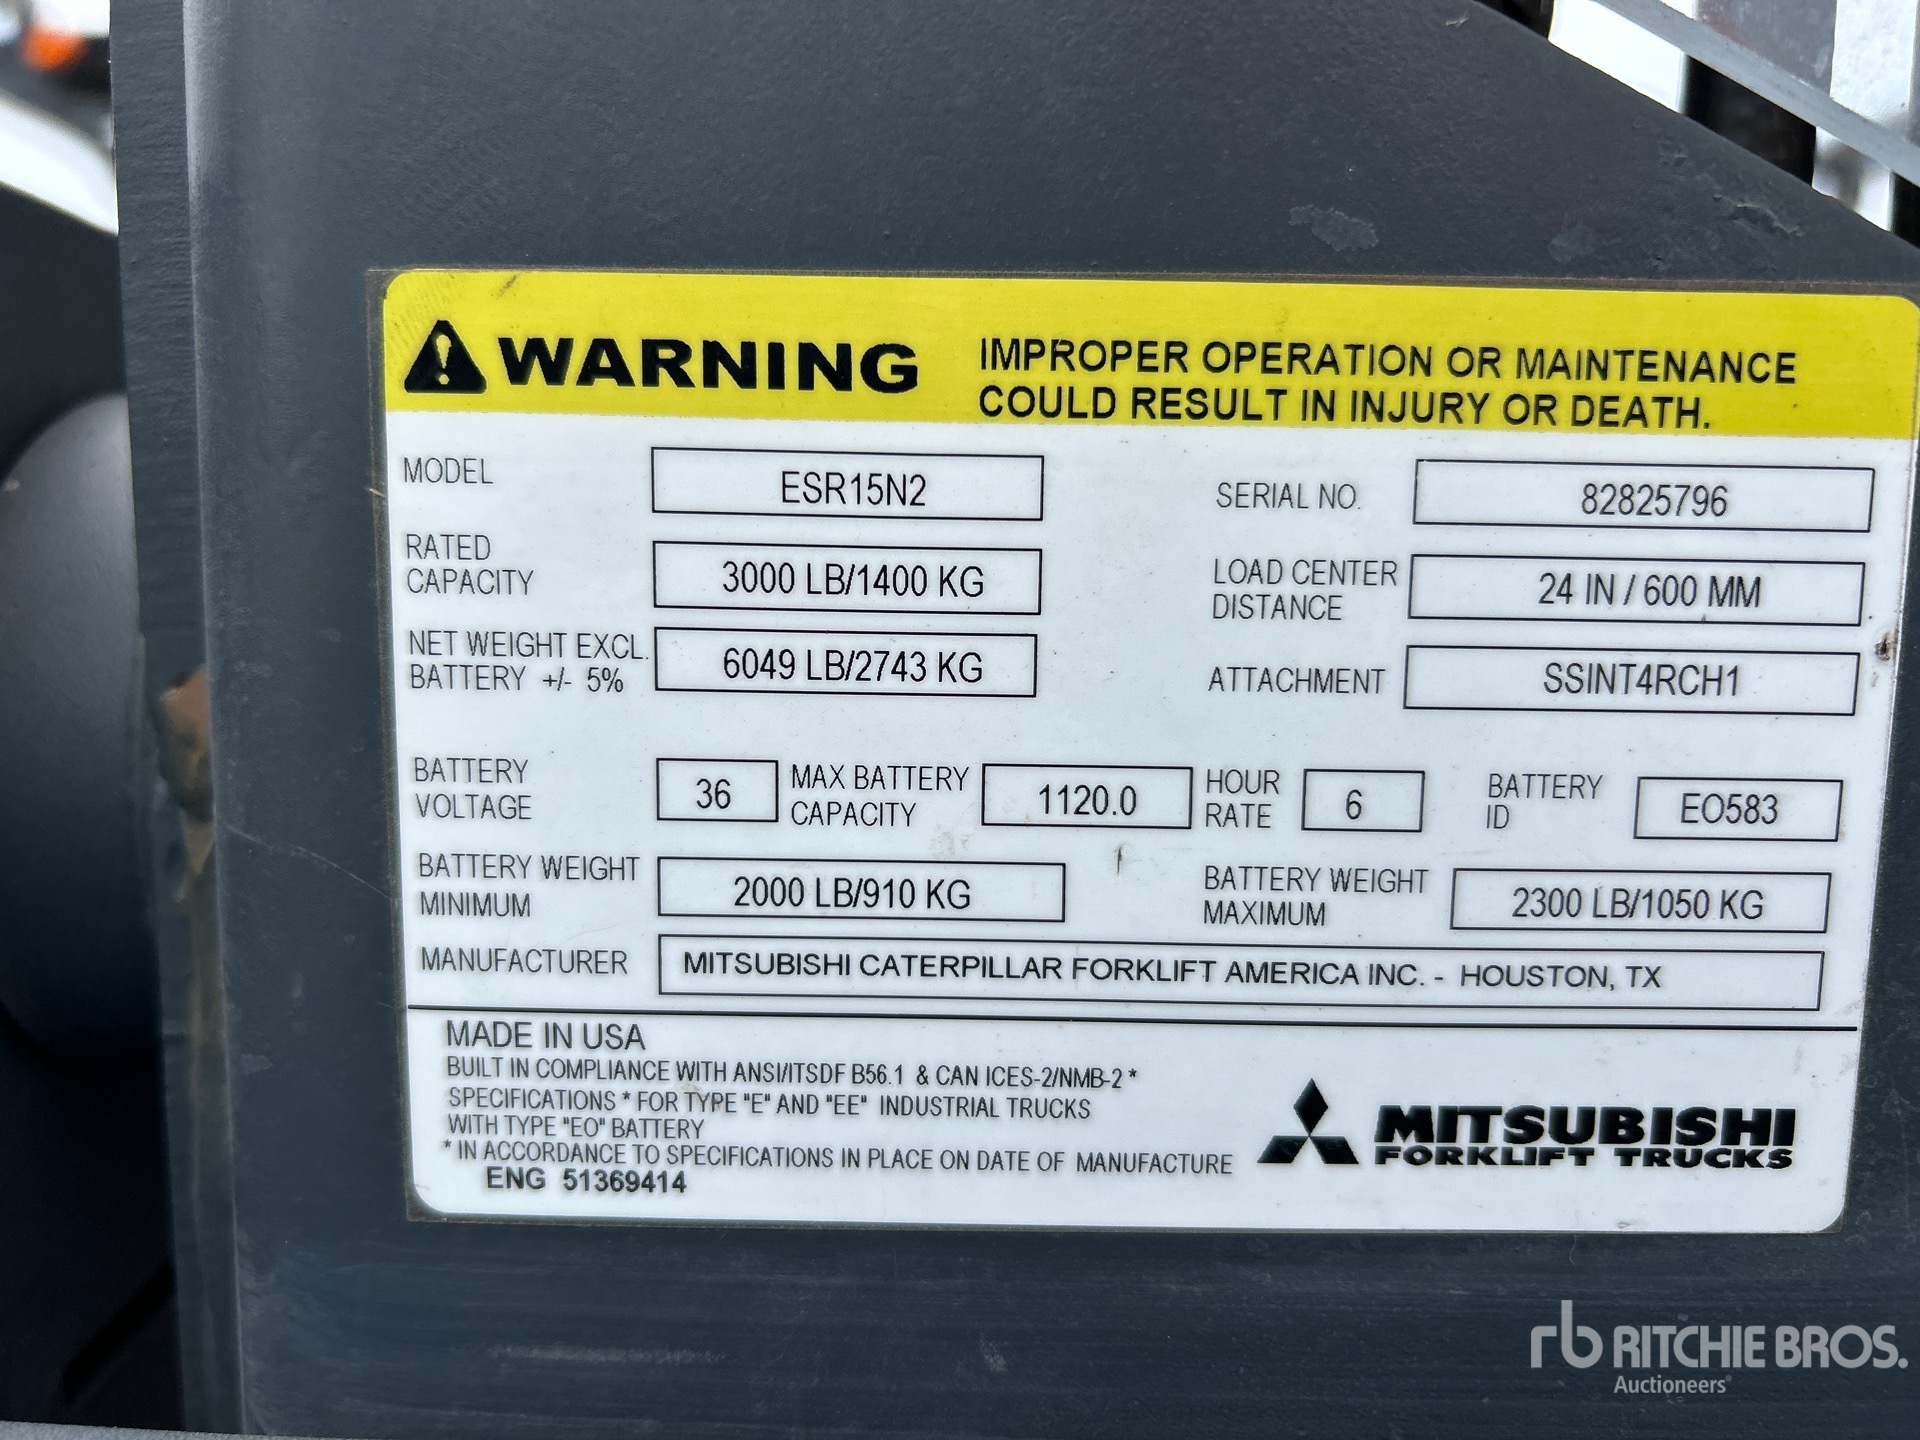 WARNING IMPROPER OPERATION OR MAINTENANCE
COULD RESULT IN INJURY OR DEATH.
MODEL ESR15N2 SERIAL NO. 82825796
RATED
CAPACITY 3000 LB/1400 KG LOAD CENTER
DISTANCE 24 IN / 600 MM
NET WEIGHT EXCL.
BATTERY +/- 5% 6049 LB/2743 KG ATTACHMENT SSINT4RCH1
BATTERY
VOLTAGE 36 MAX BATTERY
CAPACITY 1120.0 HOUR
RATE 6 BATTERY
ID EO583
BATTERY WEIGHT
MINIMUM 2000 LB/910 KG BATTERY WEIGHT
MAXIMUM 2300 LB/1050 KG
MANUFACTURER MITSUBISHI CATERPILLAR FORKLIFT AMERICA INC. - HOUSTON, TX
MADE IN USA
BUILT IN COMPLIANCE WITH ANSI/ITSDF B56.1 & CAN ICES-2/NMB-2 *
SPECIFICATIONS * FOR TYPE "E" AND "EE" INDUSTRIAL TRUCKS
WITH TYPE "EO" BATTERY
* IN ACCORDANCE TO SPECIFICATIONS IN PLACE ON DATE OF MANUFACTURE
ENG 51369414
MITSUBISHI
FORKLIFT TRUCKS
rb RITCHIE BROS.
Auctioneers